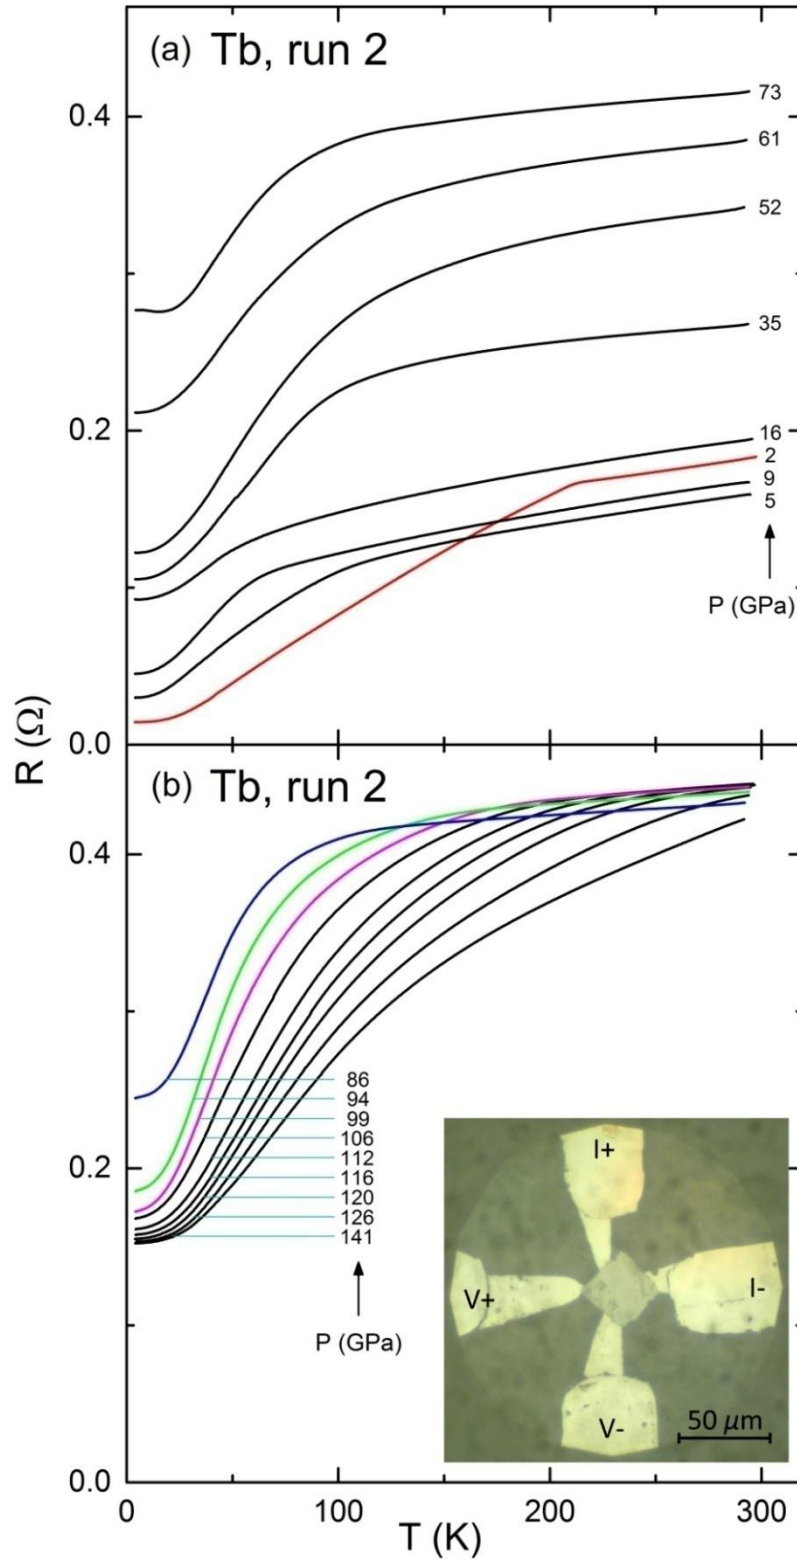 (a) Tb, run 2
73
0.4
61
52
35
0.2
16
2
9
5
P (GPa)
0.0
R (Ω)
(b) Tb, run 2
0.4
86
94
99
106
112
116
120
126
141
0.2
P (GPa)
I+
V+
I-
V-
50 μm
0.0
0 100 200 300
T (K)